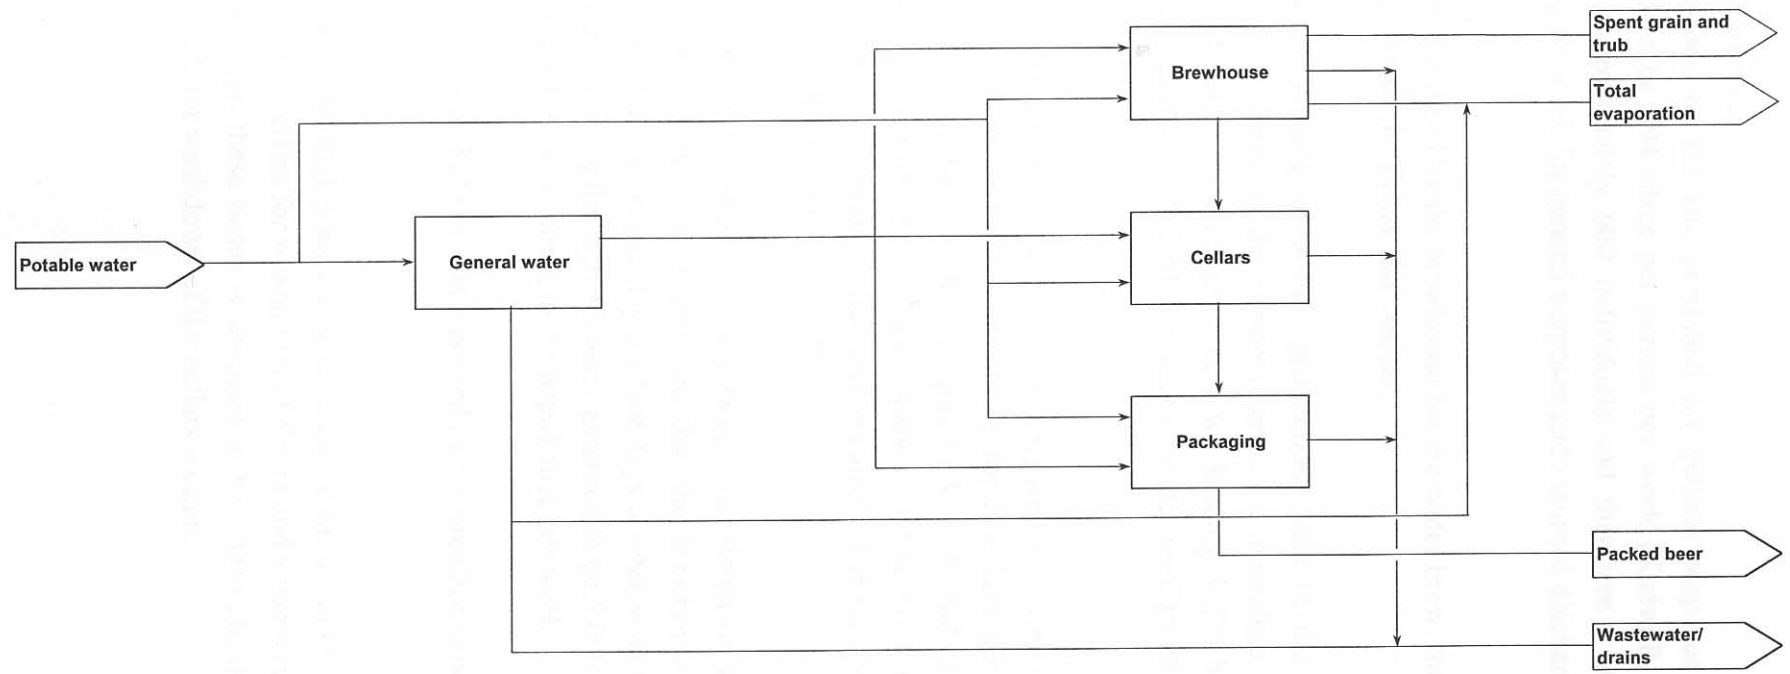 Spent grain and
trub
Brewhouse
Total
evaporation
Potable water
General water
Cellars
Packaging
Packed beer
Wastewater/
drains